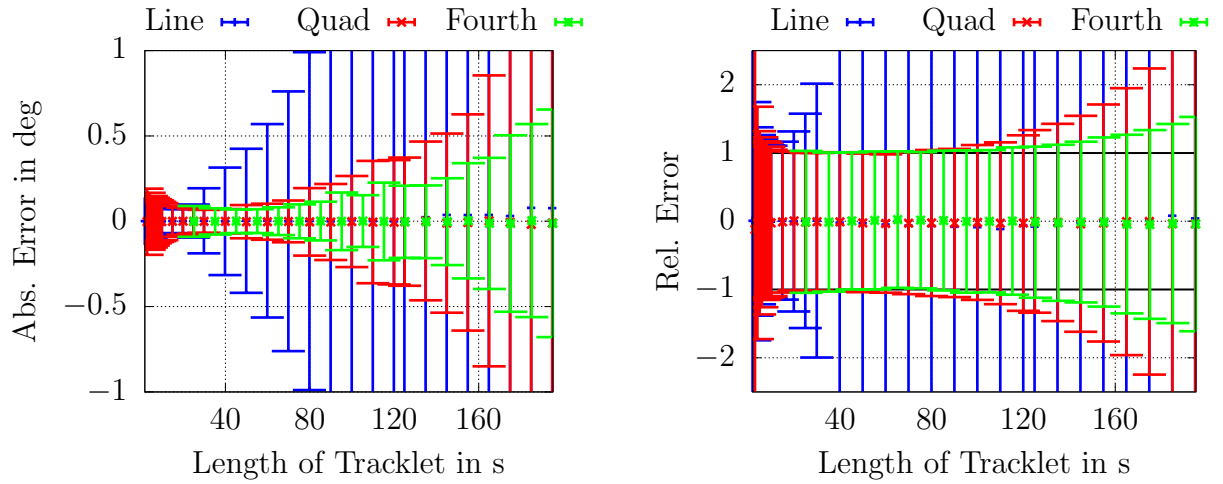 Line Quad Fourth
1
0.5
0
−0.5
−1
Abs. Error in deg
40 80 120 160
Length of Tracklet in s
Line Quad Fourth
2
1
0
−1
−2
Rel. Error
40 80 120 160
Length of Tracklet in s